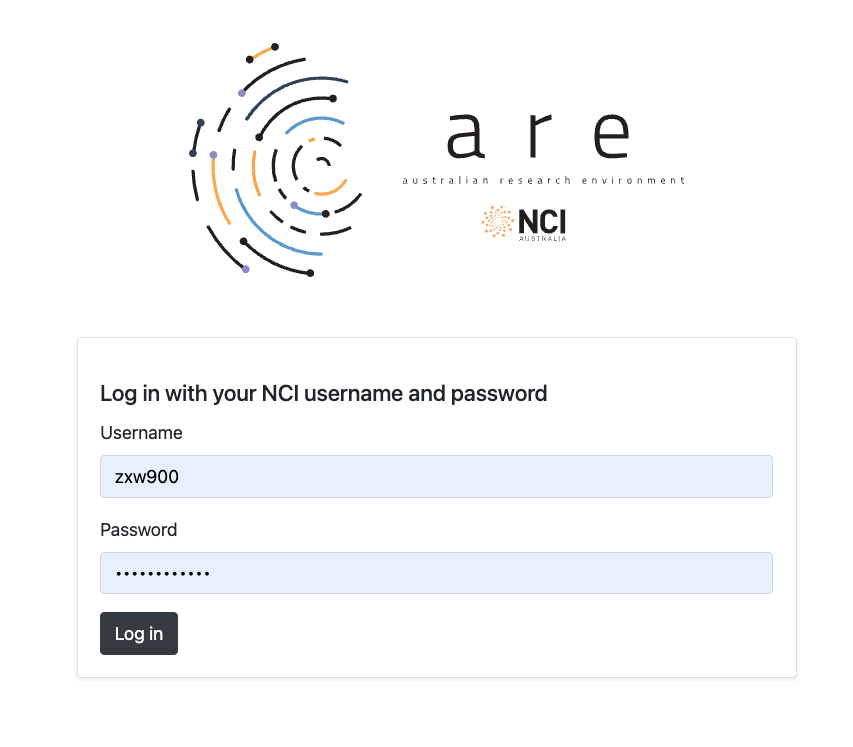 are
australian research environment
NCI
AUSTRALIA
Log in with your NCI username and password
Username
zxw900
Password
••••••••••••
Log in